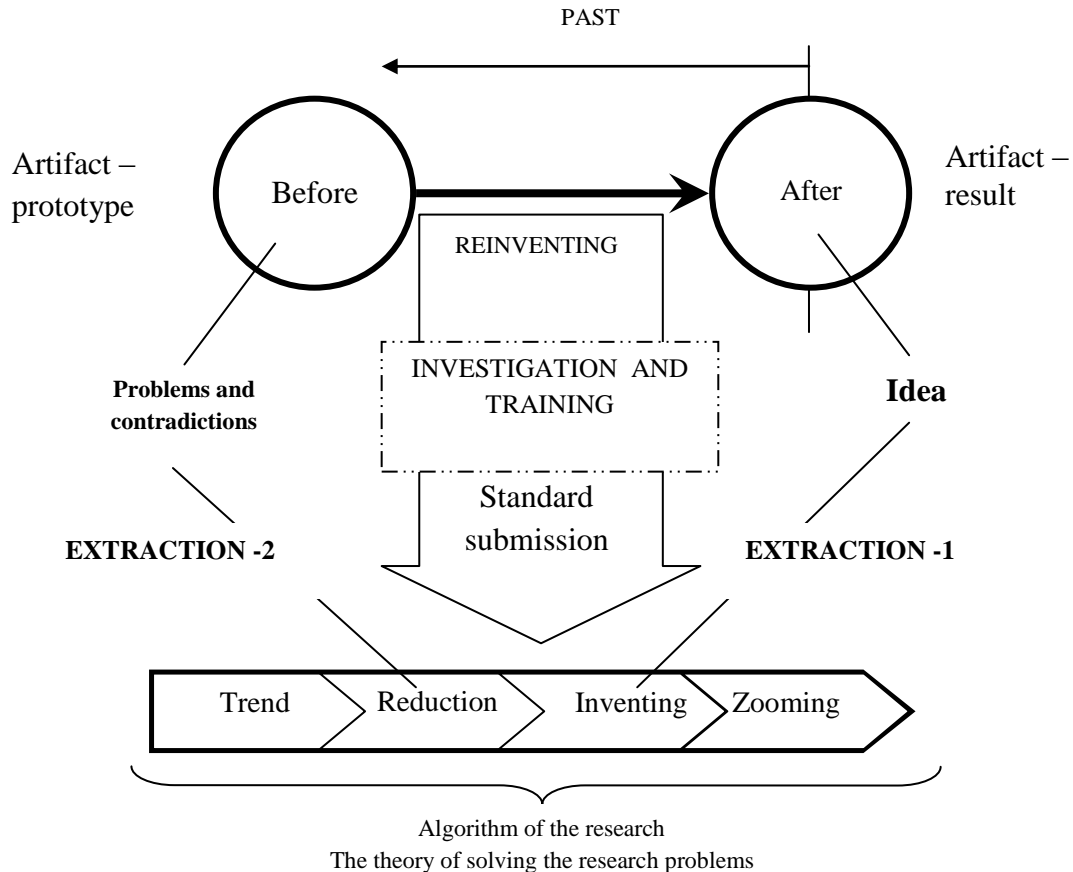 PAST
Artifact –
prototype
Before
After
Artifact –
result
REINVENTING
INVESTIGATION AND
TRAINING
Problems and
contradictions
Idea
Standard
submission
EXTRACTION -2
EXTRACTION -1
Trend
Reduction
Inventing
Zooming
Algorithm of the research
The theory of solving the research problems